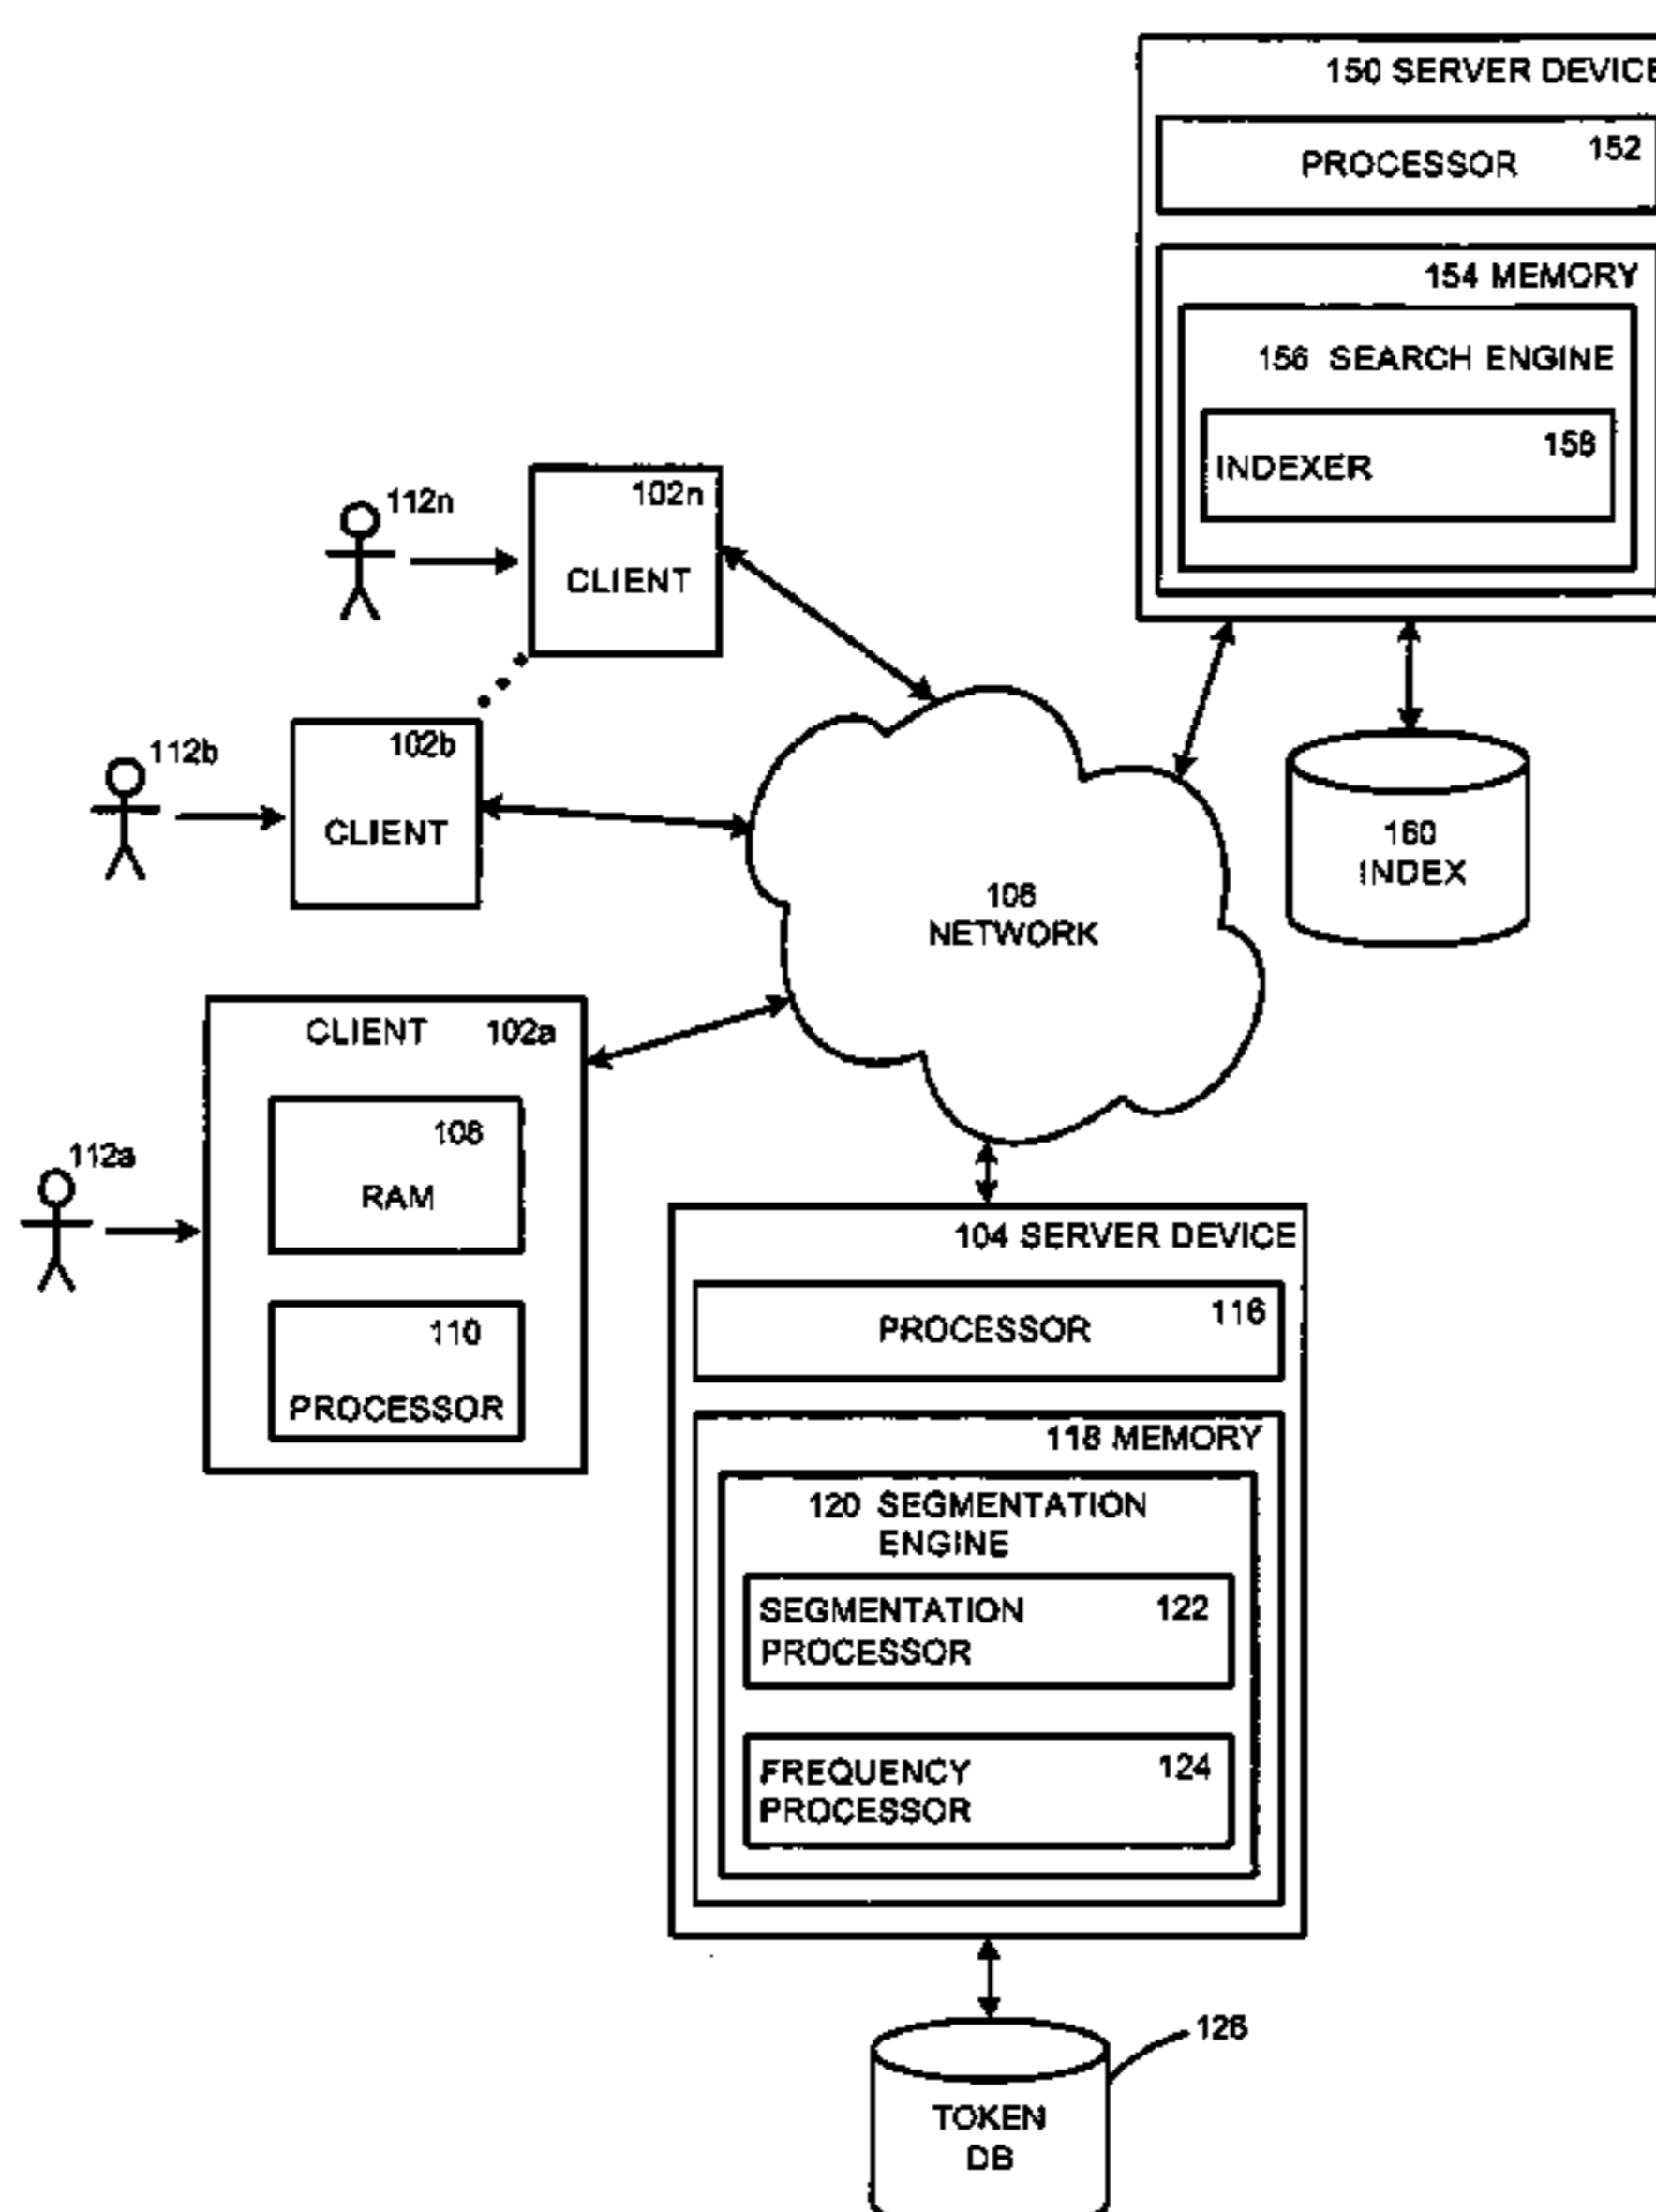 150 SERVER DEVICE
152
PROCESSOR
154 MEMORY
156 SEARCH ENGINE
158
INDEXER
112n
102n
CLIENT
112b
102b
CLIENT
160
INDEX
106
NETWORK
CLIENT 102a
108
RAM
112a
110
PROCESSOR
104 SERVER DEVICE
116
PROCESSOR
118 MEMORY
120 SEGMENTATION
ENGINE
SEGMENTATION 122
PROCESSOR
FREQUENCY 124
PROCESSOR
126
TOKEN
DB